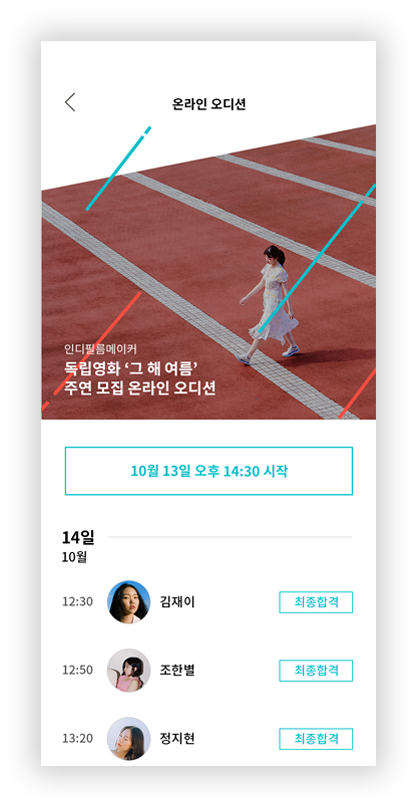 온라인 오디션
인디필름메이커
독립영화 ‘그 해 여름’
주연 모집 온라인 오디션
10월 13일 오후 14:30 시작
14일
10월
12:30 김재이 최종합격
12:50 조한별 최종합격
13:20 정지현 최종합격